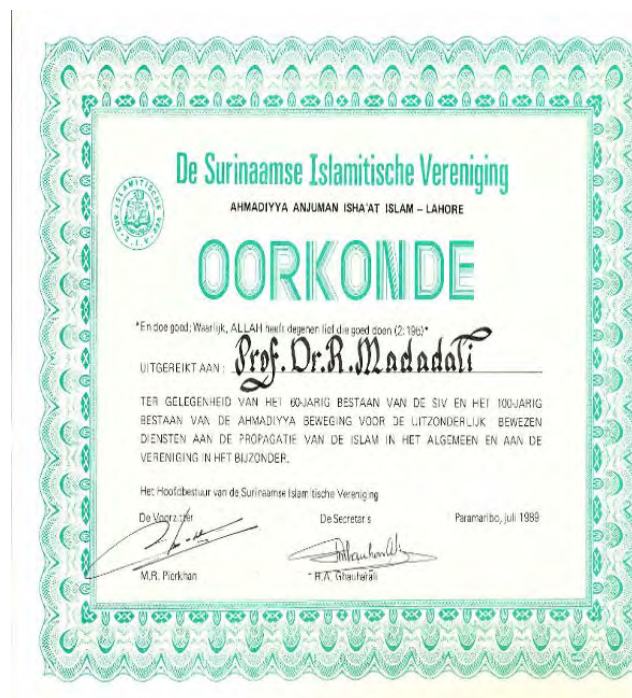 De Surinaamse Islamitische Vereniging
AHMADIYYA ANJUMAN ISHA'AT ISLAM – LAHORE
OORKONDE
"En doe goed; Waarlijk, ALLAH heeft degenen lief die goed doen (2:196)"
UITGEREIKT AAN : Prof. Dr. R. Madadali
TER GELEGENHEID VAN HET 60-JARIG BESTAAN VAN DE SIV EN HET 100-JARIG
BESTAAN VAN DE AHMADIYYA BEWEGING VOOR DE UITZONDERLIJK BEWEZEN
DIENSTEN AAN DE PROPAGATIE VAN DE ISLAM IN HET ALGEMEEN EN AAN DE
VERENIGING IN HET BIJZONDER.
Het Hoofdbestuur van de Surinaamse Islamitische Vereniging
De Voorzitter De Secretaris Paramaribo, juli 1989
M.R. Pierkhan H.A. Ghauharali